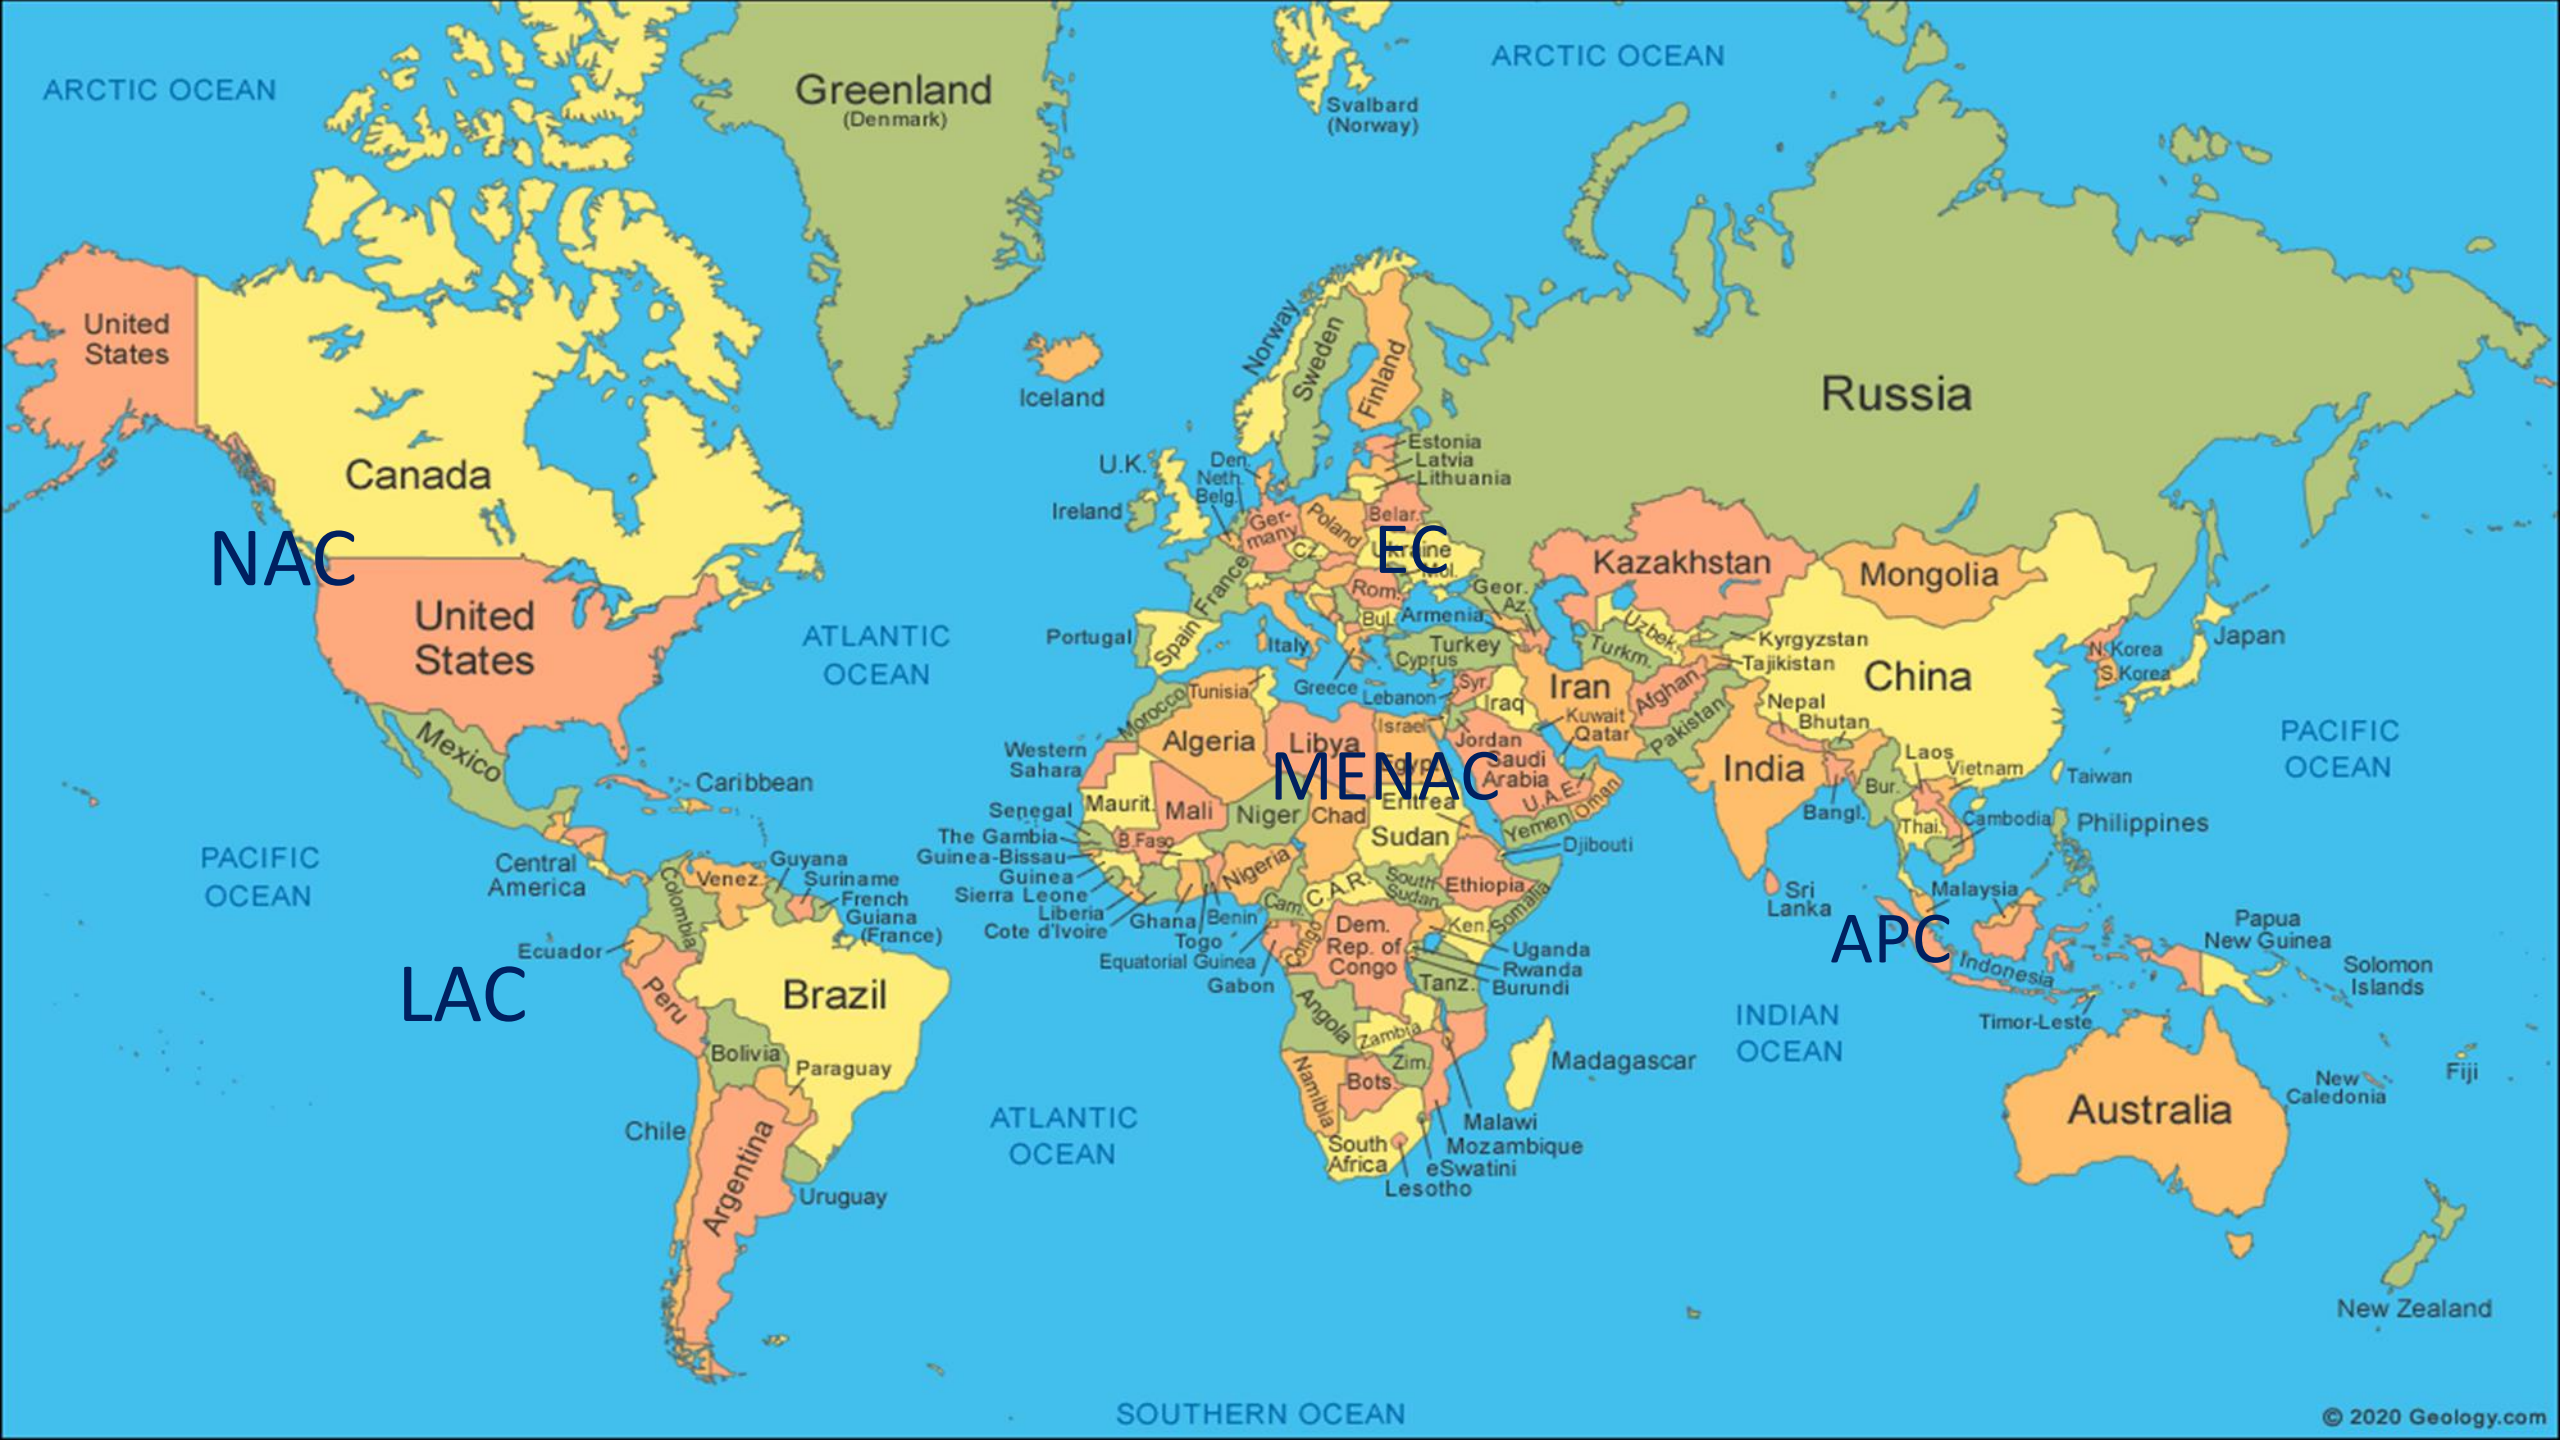 ARCTIC OCEAN
Greenland
(Denmark)
Svalbard
(Norway)
ARCTIC OCEAN
United
States
Canada
NAC
United
States
Mexico
Caribbean
Central
America
PACIFIC
OCEAN
ATLANTIC
OCEAN
Iceland
Norway
Sweden
Finland
Russia
Estonia
Latvia
Lithuania
U.K.
Ireland
Den.
Neth.
Belg.
Ger-
many
Poland
Belar.
EC
Ukraine
Mol.
Cz.
France
Rom.
Bul.
Portugal
Spain
Italy
Greece
Geor.
Az.
Armenia
Turkey
Cyprus
Lebanon
Syr.
Israel
Iraq
Jordan
Kuwait
Qatar
Iran
Saudi
Arabia
U.A.E.
Oman
Yemen
Kazakhstan
Uzbek.
Turkm.
Kyrgyzstan
Tajikistan
Afghan.
Pakistan
Mongolia
China
N. Korea
S. Korea
Japan
Nepal
Bhutan
India
Bangl.
Bur.
Laos
Vietnam
Thai.
Cambodia
Taiwan
Philippines
Sri
Lanka
Malaysia
APC
Indonesia
Timor-Leste
Papua
New Guinea
Solomon
Islands
PACIFIC
OCEAN
Morocco
Tunisia
Algeria
Libya
Egypt
MENAC
Western
Sahara
Maurit.
Mali
Niger
Chad
Eritrea
Sudan
Djibouti
Senegal
The Gambia
Guinea-Bissau
Guinea
Sierra Leone
Liberia
Cote d'Ivoire
B.Faso
Ghana
Togo
Benin
Nigeria
Cam.
C.A.R.
South
Sudan
Ethiopia
Somalia
Equatorial Guinea
Gabon
Congo
Dem.
Rep. of
Congo
Ken.
Uganda
Rwanda
Burundi
Tanz.
Angola
Zambia
Zim.
Namibia
Bots.
South
Africa
Malawi
Mozambique
eSwatini
Lesotho
Madagascar
INDIAN
OCEAN
Colombia
Venez.
Guyana
Suriname
French
Guiana
(France)
Ecuador
LAC
Peru
Brazil
Bolivia
Paraguay
Chile
Argentina
Uruguay
ATLANTIC
OCEAN
Australia
New
Caledonia
Fiji
New Zealand
SOUTHERN OCEAN
© 2020 Geology.com